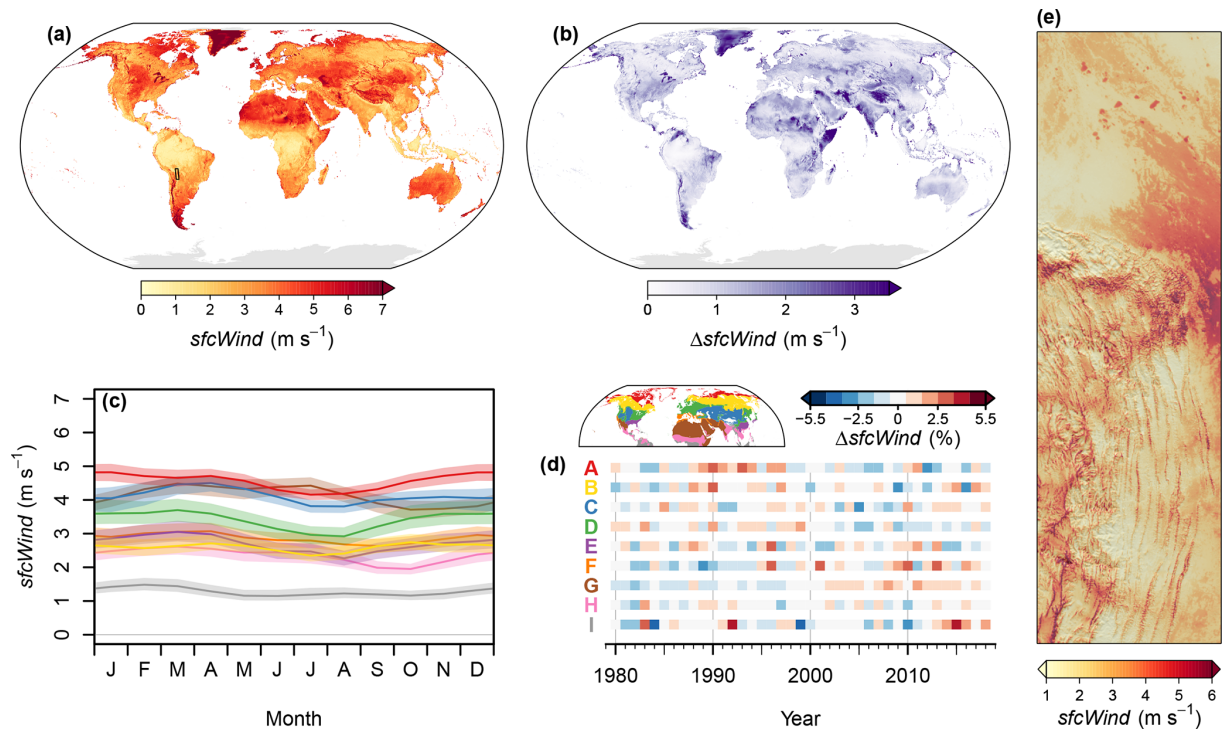 (a)
(b)
(e)
0 1 2 3 4 5 6 7
sfcWind (m s⁻¹)
0 1 2 3
ΔsfcWind (m s⁻¹)
(c)
7
6
5
4
3
2
1
0
sfcWind (m s⁻¹)
J F M A M J J A S O N D
Month
−5.5 −2.5 0 2.5 5.5
ΔsfcWind (%)
(d)
A
B
C
D
E
F
G
H
I
1980 1990 2000 2010
Year
1 2 3 4 5 6
sfcWind (m s⁻¹)